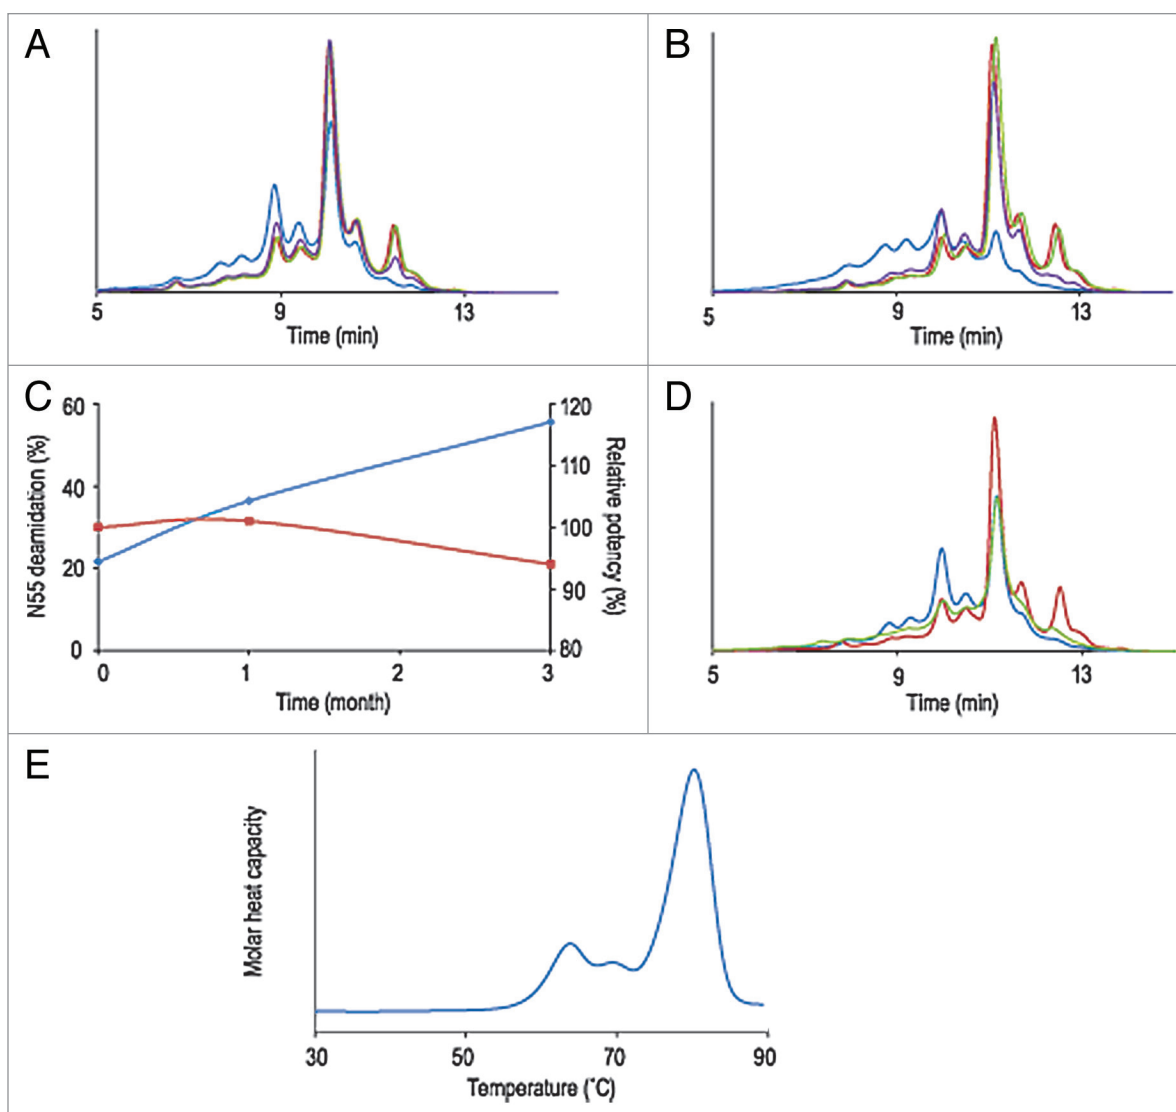 A
5 9 13
Time (min)
B
5 9 13
Time (min)
C
60 120
110
40
100
20
90
0 80
N55 deamidation (%)
Relative potency (%)
0 1 2 3
Time (month)
D
5 9 13
Time (min)
E
Molar heat capacity
30 50 70 90
Temperature (˚C)